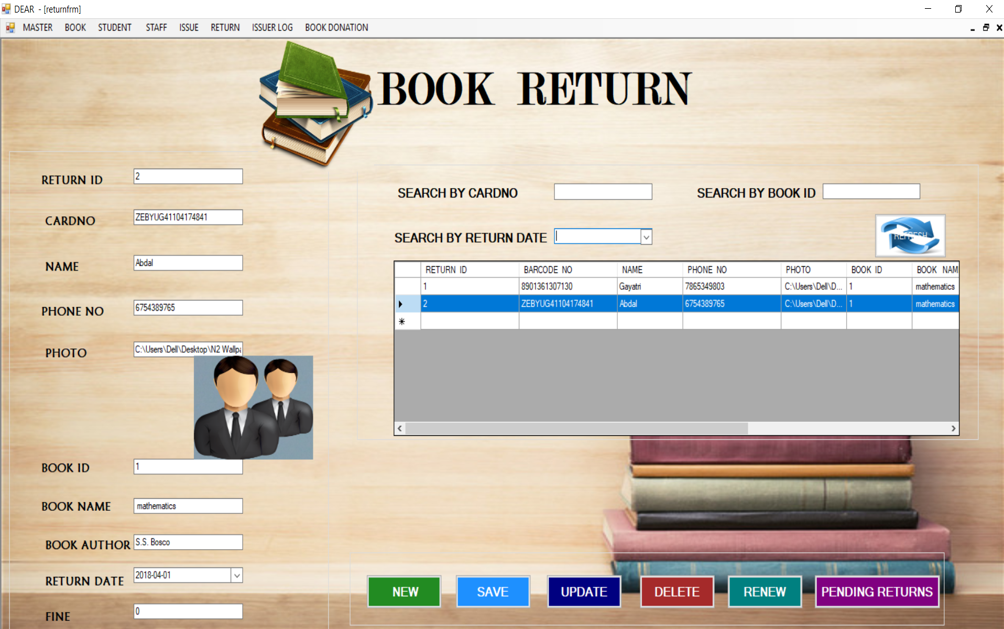 DEAR - [returnfrm]
MASTER BOOK STUDENT STAFF ISSUE RETURN ISSUER LOG BOOK DONATION
BOOK RETURN
RETURN ID 2
CARDNO ZEBYUG41104174841
NAME Abdal
PHONE NO 6754389765
PHOTO C:\Users\Dell\Desktop\N2 Wallpa
BOOK ID 1
BOOK NAME mathematics
BOOK AUTHOR S.S. Bosco
RETURN DATE 2018-04-01
FINE 0
SEARCH BY CARDNO SEARCH BY BOOK ID
SEARCH BY RETURN DATE
REFRESH
RETURN ID BARCODE NO NAME PHONE NO PHOTO BOOK ID BOOK NAM
1 8901361307130 Gayatri 7865349803 C:\Users\Dell\D... 1 mathematics
2 ZEBYUG41104174841 Abdal 6754389765 C:\Users\Dell\D... 1 mathematics
NEW SAVE UPDATE DELETE RENEW PENDING RETURNS